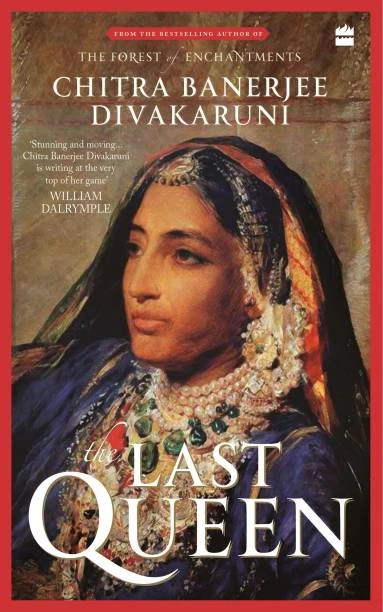 FROM THE BESTSELLING AUTHOR OF
THE FOREST of ENCHANTMENTS
CHITRA BANERJEE
DIVAKARUNI
‘Stunning and moving...
Chitra Banerjee Divakaruni
is writing at the very
top of her game’
WILLIAM
DALRYMPLE
the LAST
QUEEN